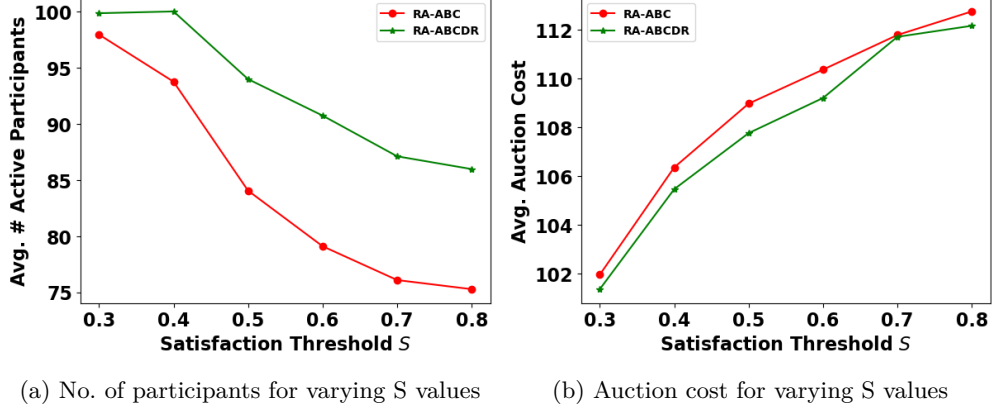 100
95
90
85
80
75
Avg. # Active Participants
RA-ABC
RA-ABCDR
0.3 0.4 0.5 0.6 0.7 0.8
Satisfaction Threshold S
(a) No. of participants for varying S values
112
110
108
106
104
102
Avg. Auction Cost
RA-ABC
RA-ABCDR
0.3 0.4 0.5 0.6 0.7 0.8
Satisfaction Threshold S
(b) Auction cost for varying S values